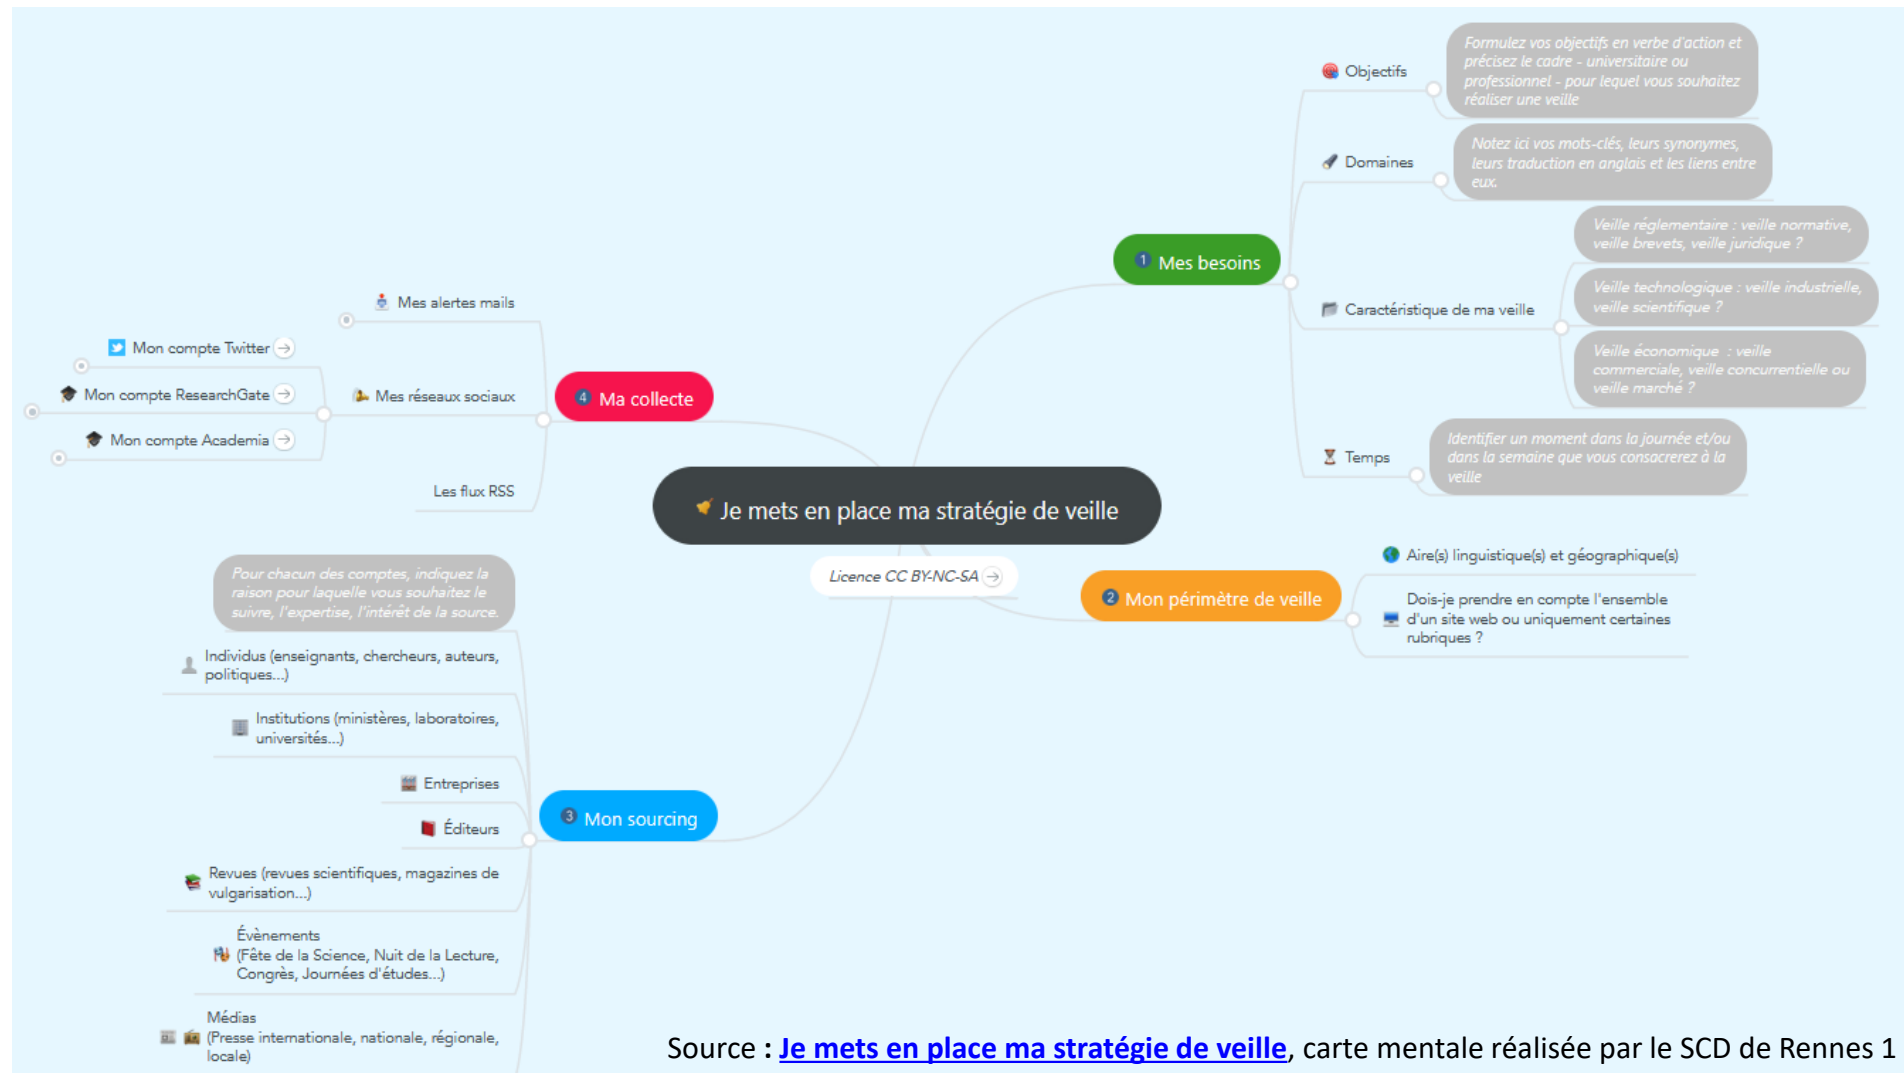 Je mets en place ma stratégie de veille
Licence CC BY-NC-SA
1 Mes besoins
Objectifs
Formulez vos objectifs en verbe d'action et
précisez le cadre - universitaire ou
professionnel - pour lequel vous souhaitez
réaliser une veille
Domaines
Notez ici vos mots-clés, leurs synonymes,
leurs traduction en anglais et les liens entre
eux.
Caractéristique de ma veille
Veille réglementaire : veille normative,
veille brevets, veille juridique ?
Veille technologique : veille industrielle,
veille scientifique ?
Veille économique : veille
commerciale, veille concurrentielle ou
veille marché ?
Temps
Identifier un moment dans la journée et/ou
dans la semaine que vous consacrerez à la
veille
2 Mon périmètre de veille
Aire(s) linguistique(s) et géographique(s)
Dois-je prendre en compte l'ensemble
d'un site web ou uniquement certaines
rubriques ?
3 Mon sourcing
Pour chacun des comptes, indiquez la
raison pour laquelle vous souhaitez le
suivre, l'expertise, l'intérêt de la source.
Individus (enseignants, chercheurs, auteurs,
politiques...)
Institutions (ministères, laboratoires,
universités...)
Entreprises
Éditeurs
Revues (revues scientifiques, magazines de
vulgarisation...)
Évènements
(Fête de la Science, Nuit de la Lecture,
Congrès, Journées d'études...)
Médias
(Presse internationale, nationale, régionale,
locale)
4 Ma collecte
Mes alertes mails
Mes réseaux sociaux
Mon compte Twitter
Mon compte ResearchGate
Mon compte Academia
Les flux RSS
Source : Je mets en place ma stratégie de veille, carte mentale réalisée par le SCD de Rennes 1